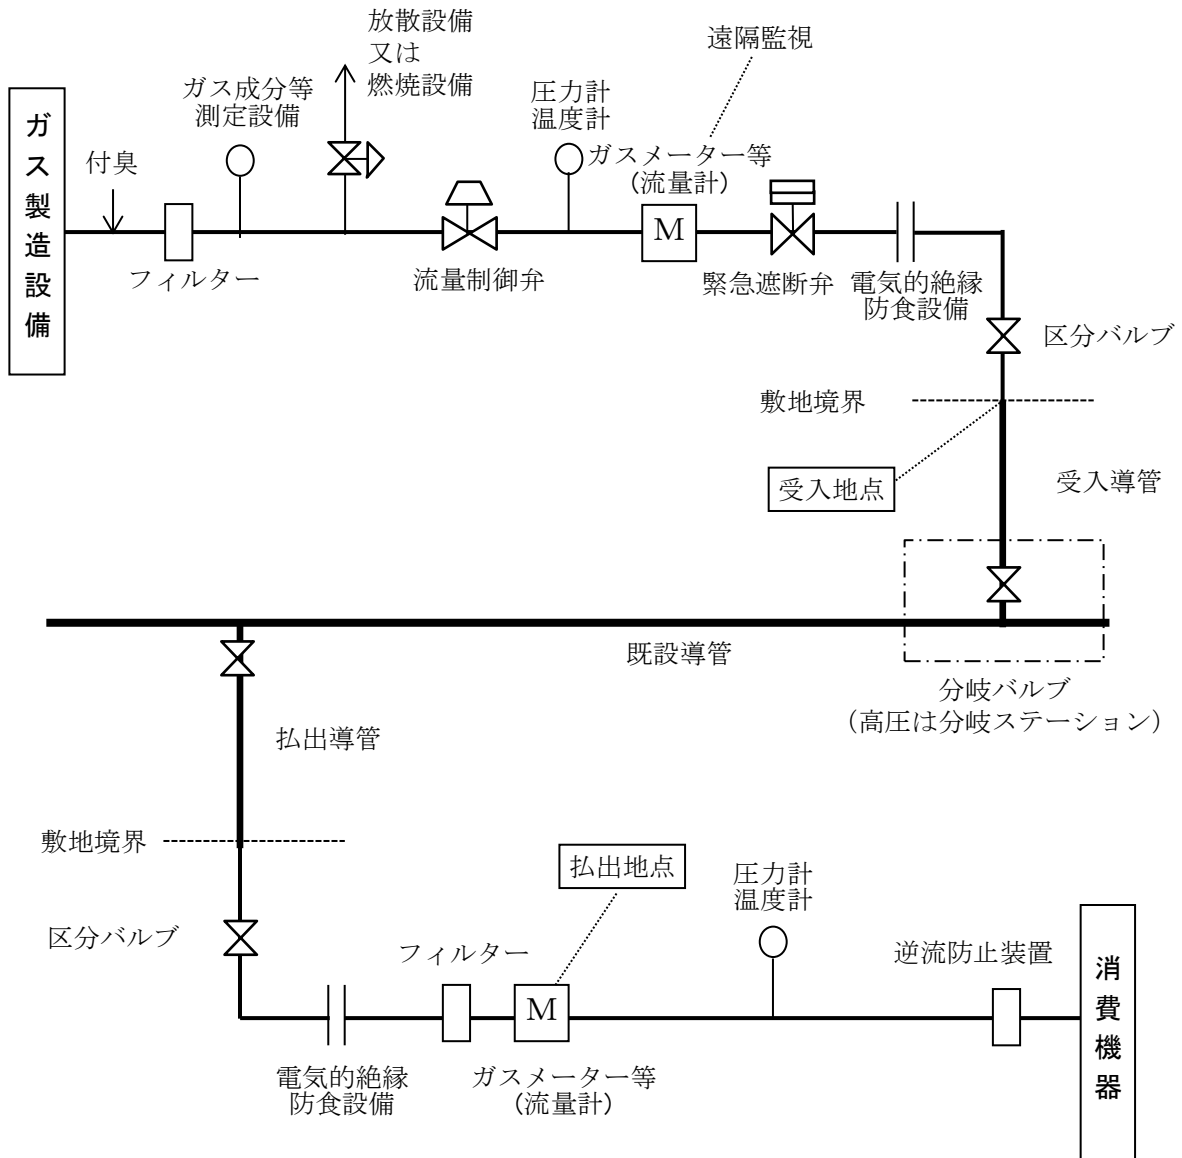 放散設備
又は
燃焼設備
遠隔監視
ガス成分等
測定設備
圧力計
温度計
ガス製造設備
付臭
ガスメーター等
(流量計)
M
フィルター
流量制御弁
緊急遮断弁
電気的絶縁
防食設備
区分バルブ
敷地境界
受入地点
受入導管
既設導管
分岐バルブ
（高圧は分岐ステーション）
払出導管
敷地境界
払出地点
圧力計
温度計
区分バルブ
フィルター
逆流防止装置
消費機器
M
電気的絶縁
防食設備
ガスメーター等
(流量計)